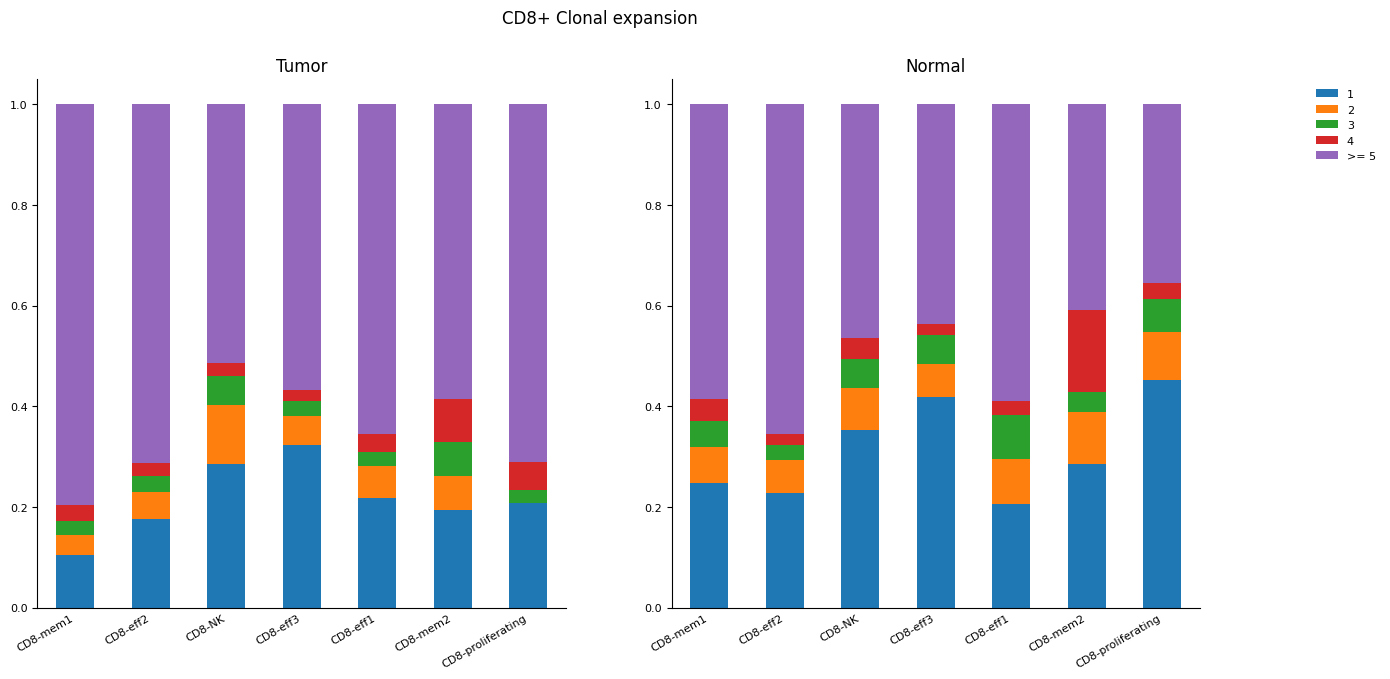 CD8+ Clonal expansion
Tumor
1.0
0.8
0.6
0.4
0.2
0.0
CD8-mem1
CD8-eff2
CD8-NK
CD8-eff3
CD8-eff1
CD8-mem2
CD8-proliferating
Normal
1.0
0.8
0.6
0.4
0.2
0.0
CD8-mem1
CD8-eff2
CD8-NK
CD8-eff3
CD8-eff1
CD8-mem2
CD8-proliferating
1
2
3
4
>= 5